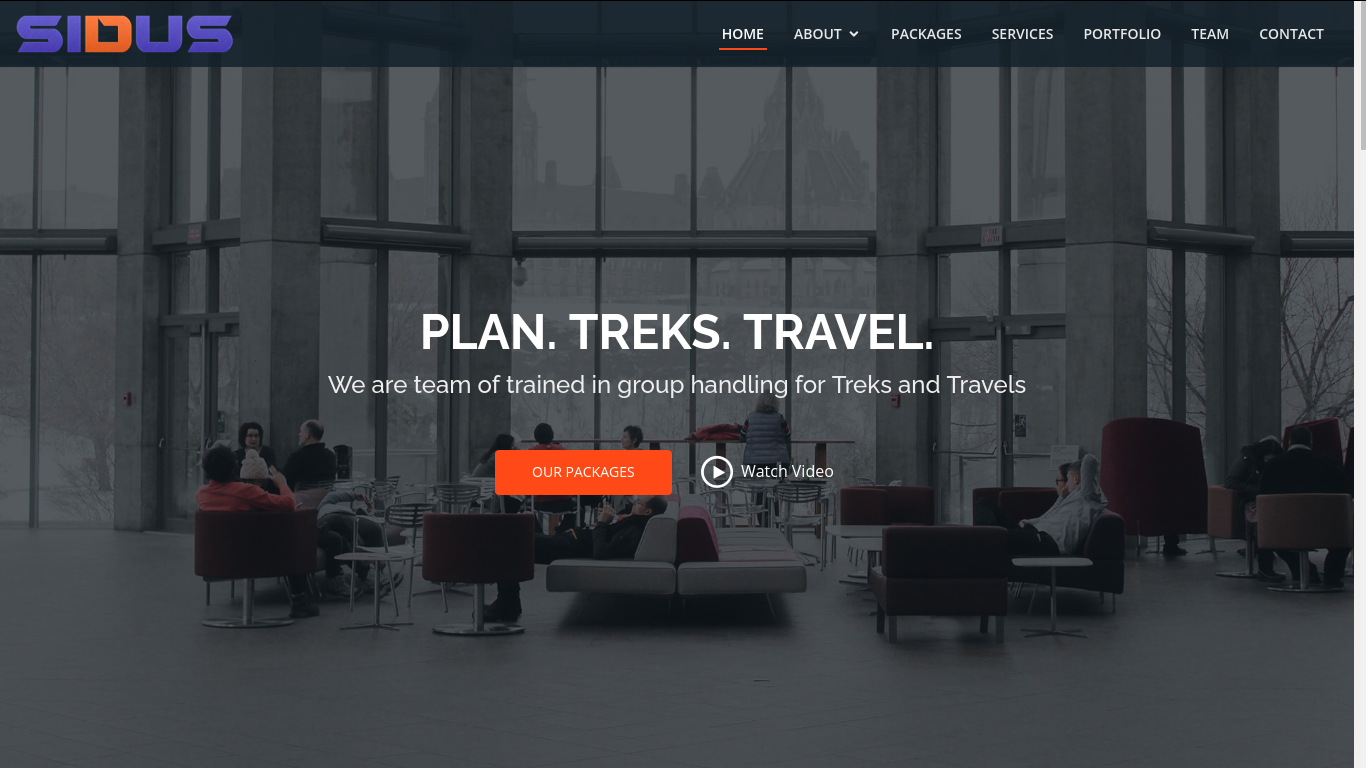 SIDUS
HOME ABOUT PACKAGES SERVICES PORTFOLIO TEAM CONTACT
PLAN. TREKS. TRAVEL.
We are team of trained in group handling for Treks and Travels
OUR PACKAGES
Watch Video